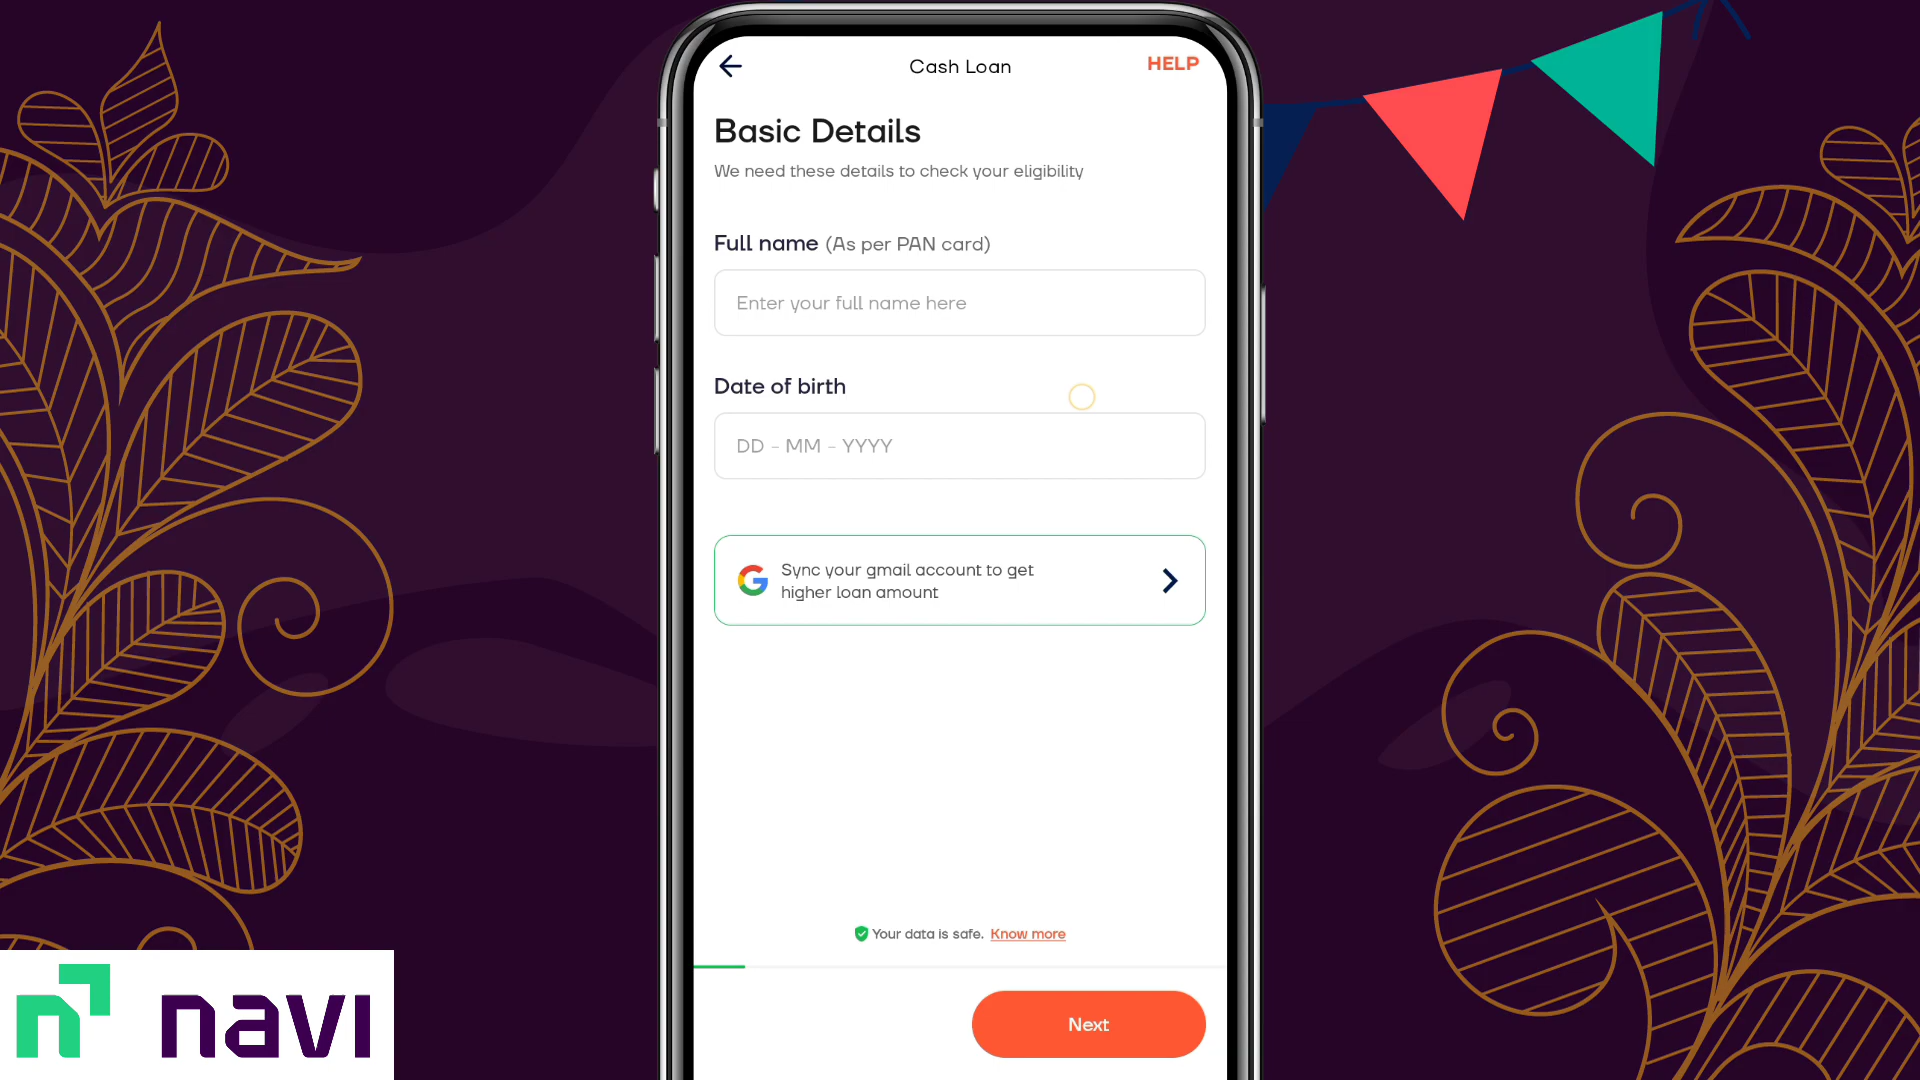 Cash Loan
HELP
Basic Details
We need these details to check your eligibility
Full name (As per PAN card)
Enter your full name here
Date of birth
DD - MM - YYYY
Sync your gmail account to get
higher loan amount
Your data is safe. Know more
Next
navi